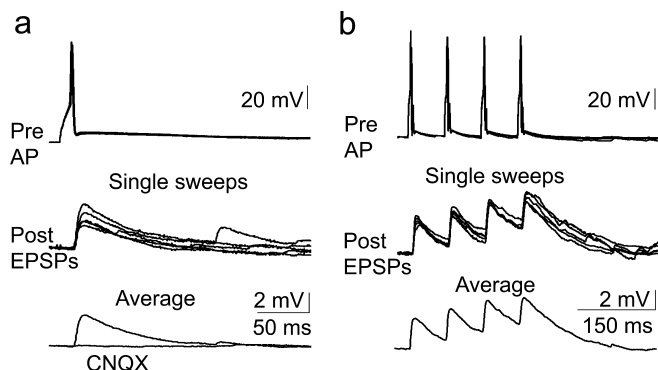 a
20 mV
Pre
AP
Single sweeps
Post
EPSPs
Average
2 mV
50 ms
CNQX
b
20 mV
Pre
AP
Single sweeps
Post
EPSPs
Average
2 mV
150 ms